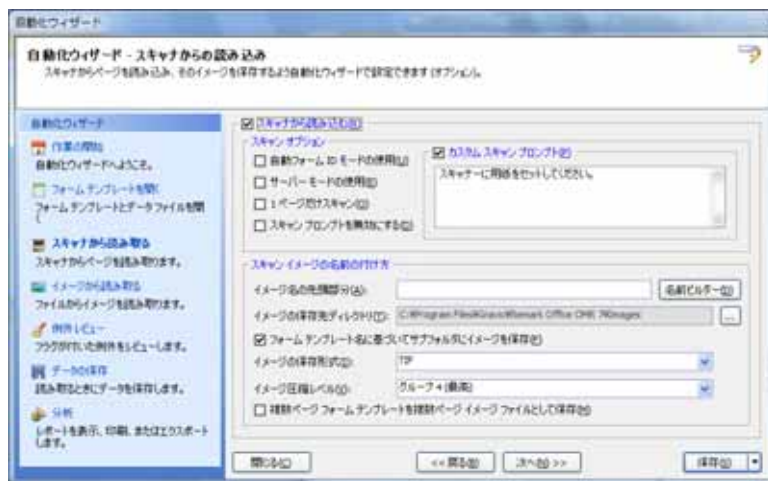 自動化ウィザード
自動化ウィザード - スキャナからの読み込み
スキャナからページを読み込み、そのイメージを保存するよう自動化ウィザードで設定できます (オプション)。
自動化ウィザード
作業の開始
自動化ウィザードへようこそ。
フォーム テンプレートを開く
フォーム テンプレートとデータ ファイルを開く
スキャナから読み取る
スキャナからページを読み取ります。
イメージから読み取る
ファイルからイメージを読み取ります。
例外レビュー
フラグが付いた例外をレビューします。
データの保存
読み取るときにデータを保存します。
分析
レポートを表示、印刷、またはエクスポート
します。
スキャナから読み込む(R)
スキャン オプション
自動フォーム ID モードの使用(U)
サーバー モードの使用(E)
1 ページだけスキャン(G)
スキャン プロンプトを無効にする(G)
カスタム スキャン プロンプト(P)
スキャナーに用紙をセットしてください。
スキャン イメージの名前の付け方
イメージ名の先頭部分(A):
名前ビルダー(Q)
イメージの保存先ディレクトリ(T):
C:¥Program Files¥Gravic¥Remark Office OMR 7¥Images
...
フォーム テンプレート名に基づいてサブフォルダにイメージを保存(F)
イメージの保存形式(I):
TIF
イメージ圧縮レベル(V):
グループ 4 (最高)
複数ページ フォーム テンプレートを複数ページ イメージ ファイルとして保存(M)
閉じる(C)
<< 戻る(B)
次へ(N) >>
保存(S)